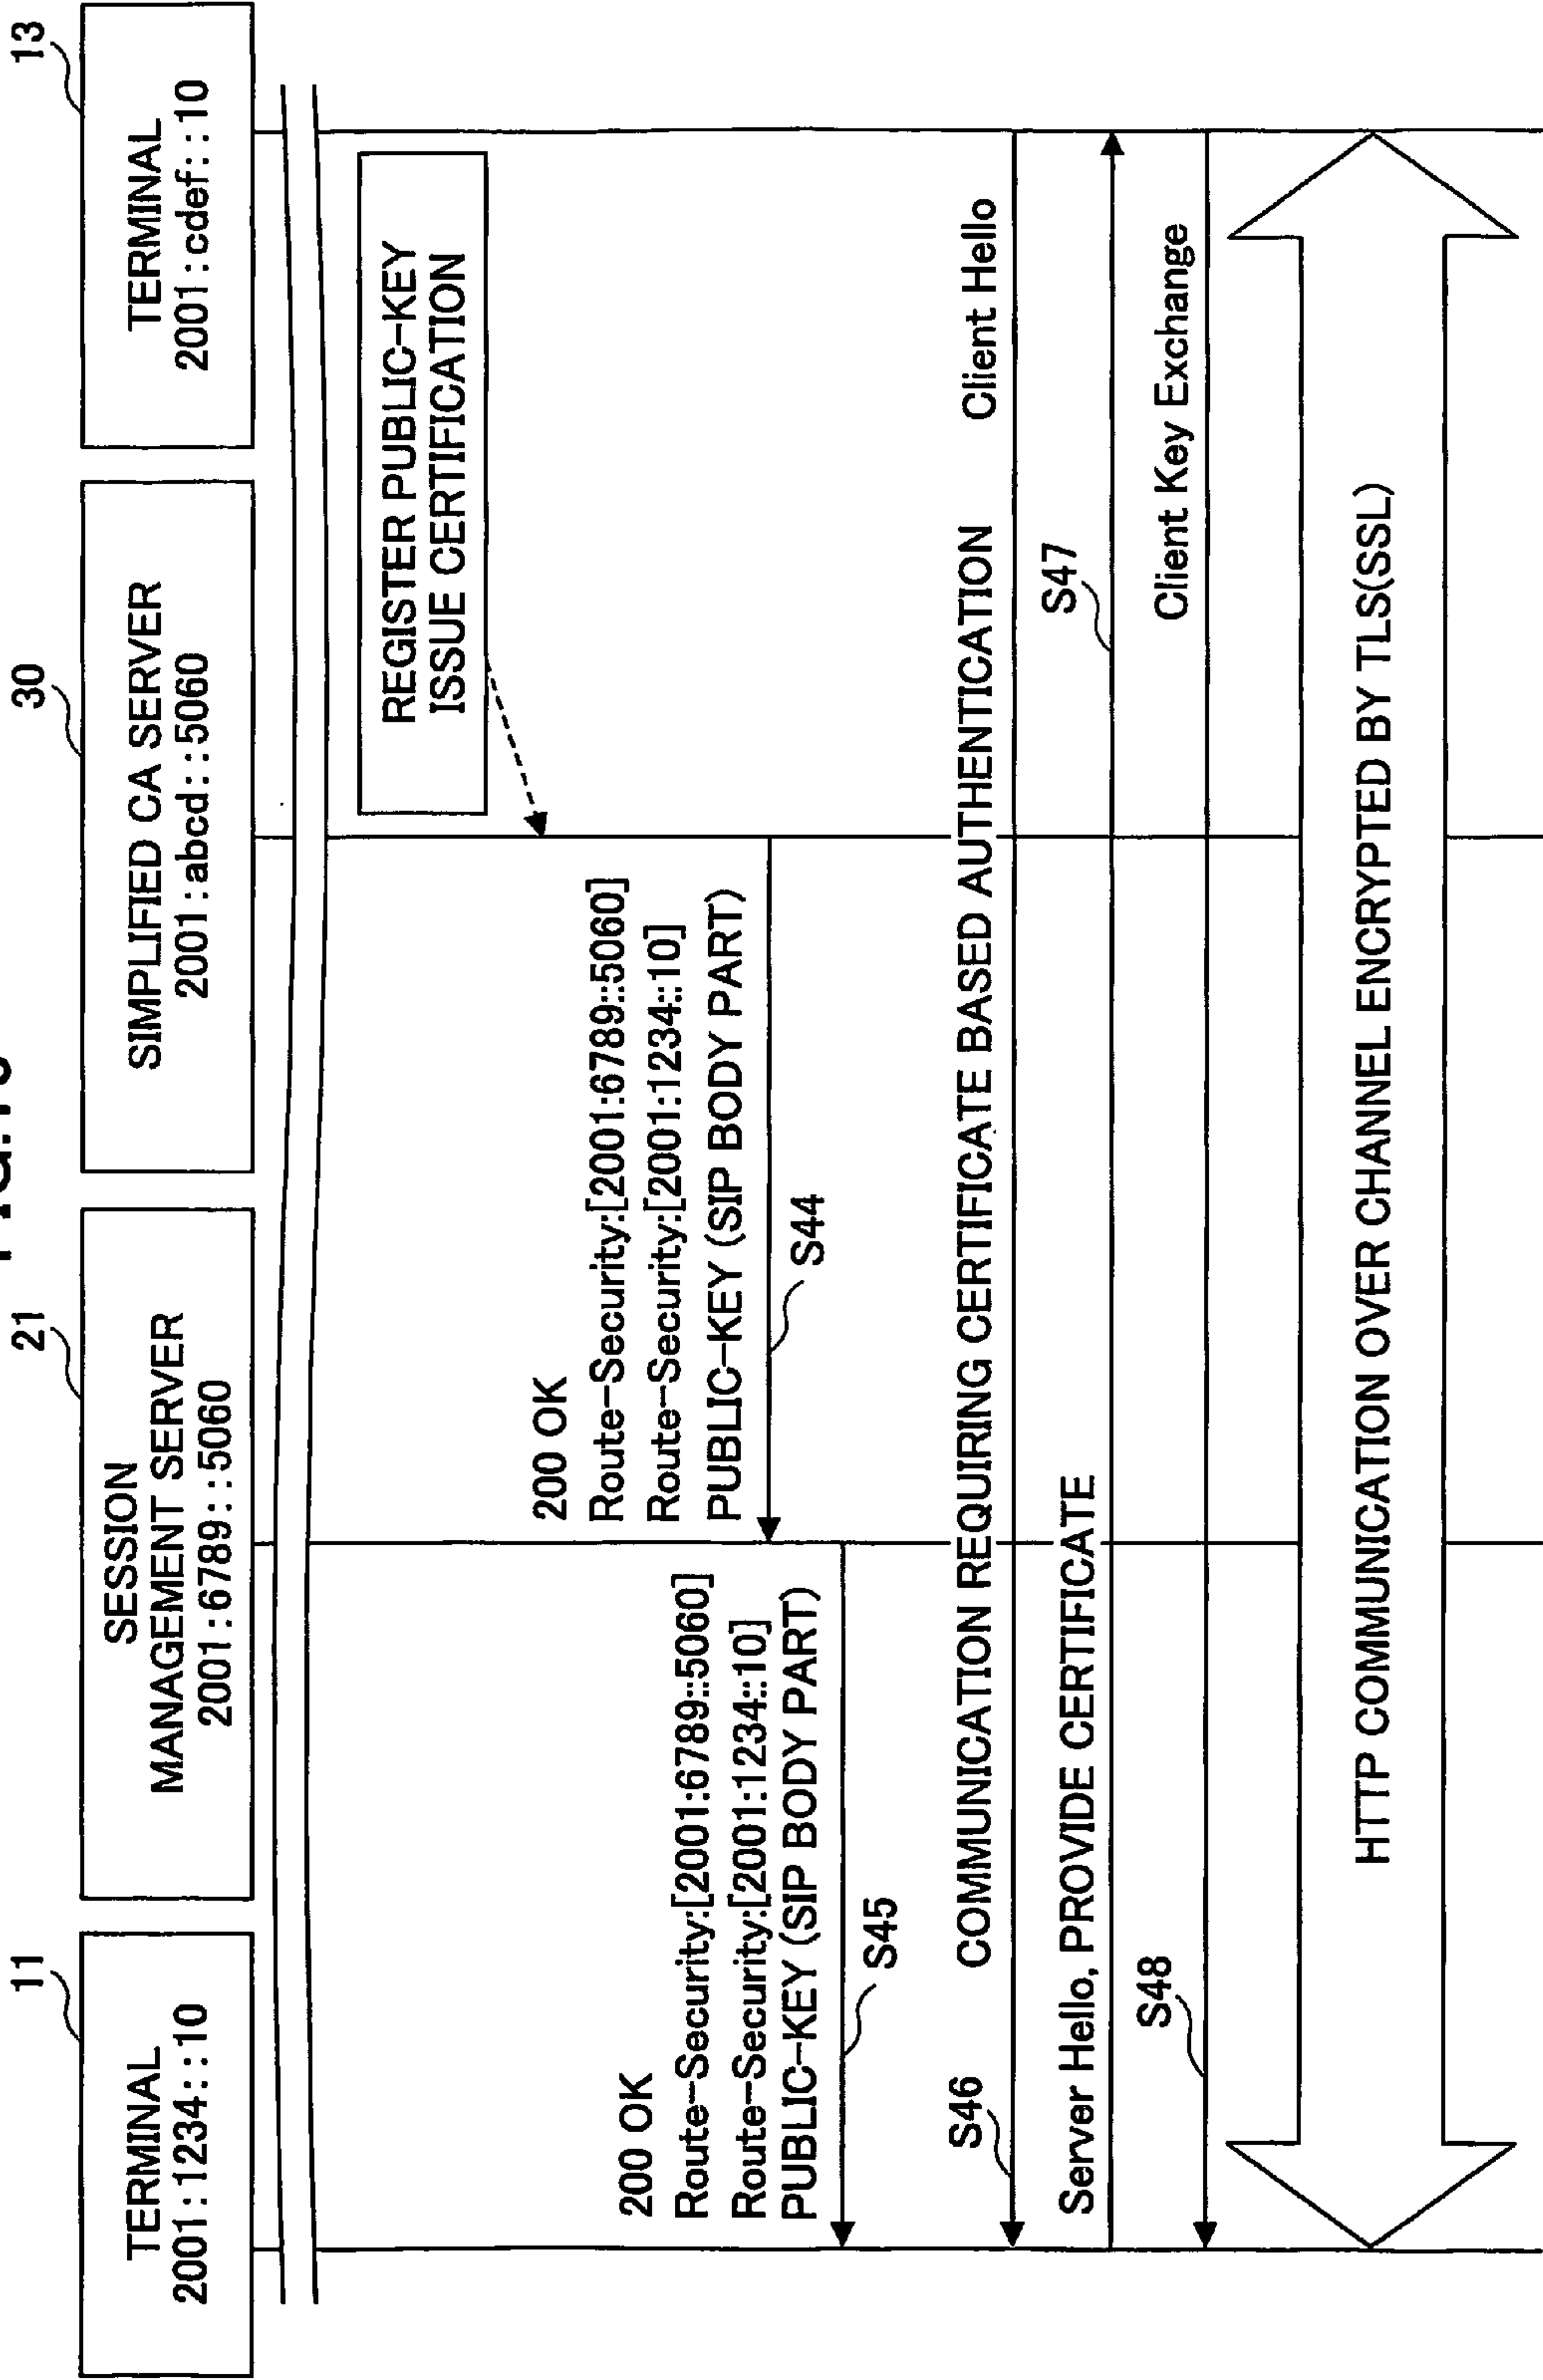 11
21
30
13
TERMINAL
2001:1234::10
SESSION
MANAGEMENT SERVER
2001:6789::5060
SIMPLIFIED CA SERVER
2001:abcd::5060
TERMINAL
2001:cdef::10
REGISTER PUBLIC-KEY
ISSUE CERTIFICATION
200 OK
Route-Security:[2001:6789::5060]
Route-Security:[2001:1234::10]
PUBLIC-KEY (SIP BODY PART)
S44
200 OK
Route-Security:[2001:6789::5060]
Route-Security:[2001:1234::10]
PUBLIC-KEY (SIP BODY PART)
S45
S46
COMMUNICATION REQUIRING CERTIFICATE BASED AUTHENTICATION
Client Hello
Server Hello, PROVIDE CERTIFICATE
S47
S48
Client Key Exchange
HTTP COMMUNICATION OVER CHANNEL ENCRYPTED BY TLS(SSL)